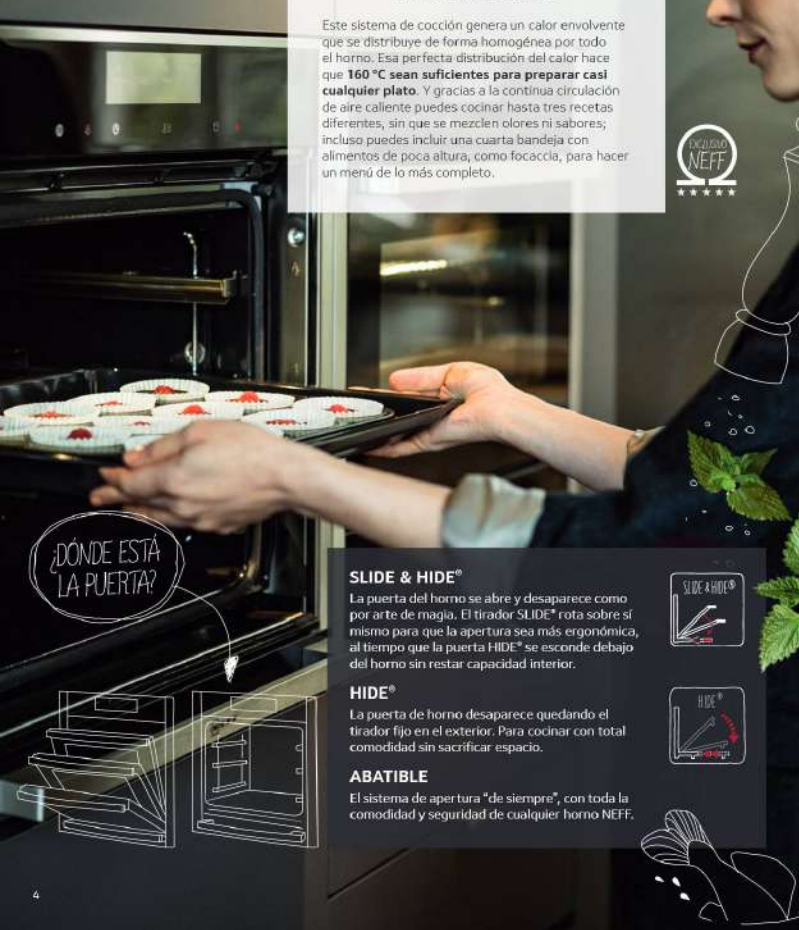 Este sistema de cocción genera un calor envolvente
que se distribuye de forma homogénea por todo
el horno. Esa perfecta distribución del calor hace
que 160 °C sean suficientes para preparar casi
cualquier plato. Y gracias a la continua circulación
de aire caliente puedes cocinar hasta tres recetas
diferentes, sin que se mezclen olores ni sabores;
incluso puedes incluir una cuarta bandeja con
alimentos de poca altura, como focaccia, para hacer
un menú de lo más completo.
EXCLUSIVO
NEFF
¿DÓNDE ESTÁ
LA PUERTA?
SLIDE & HIDE®
La puerta del horno se abre y desaparece como
por arte de magia. El tirador SLIDE® rota sobre sí
mismo para que la apertura sea más ergonómica,
al tiempo que la puerta HIDE® se esconde debajo
del horno sin restar capacidad interior.
SLIDE & HIDE®
HIDE®
La puerta de horno desaparece quedando el
tirador fijo en el exterior. Para cocinar con total
comodidad sin sacrificar espacio.
HIDE®
ABATIBLE
El sistema de apertura "de siempre", con toda la
comodidad y seguridad de cualquier horno NEFF.
4